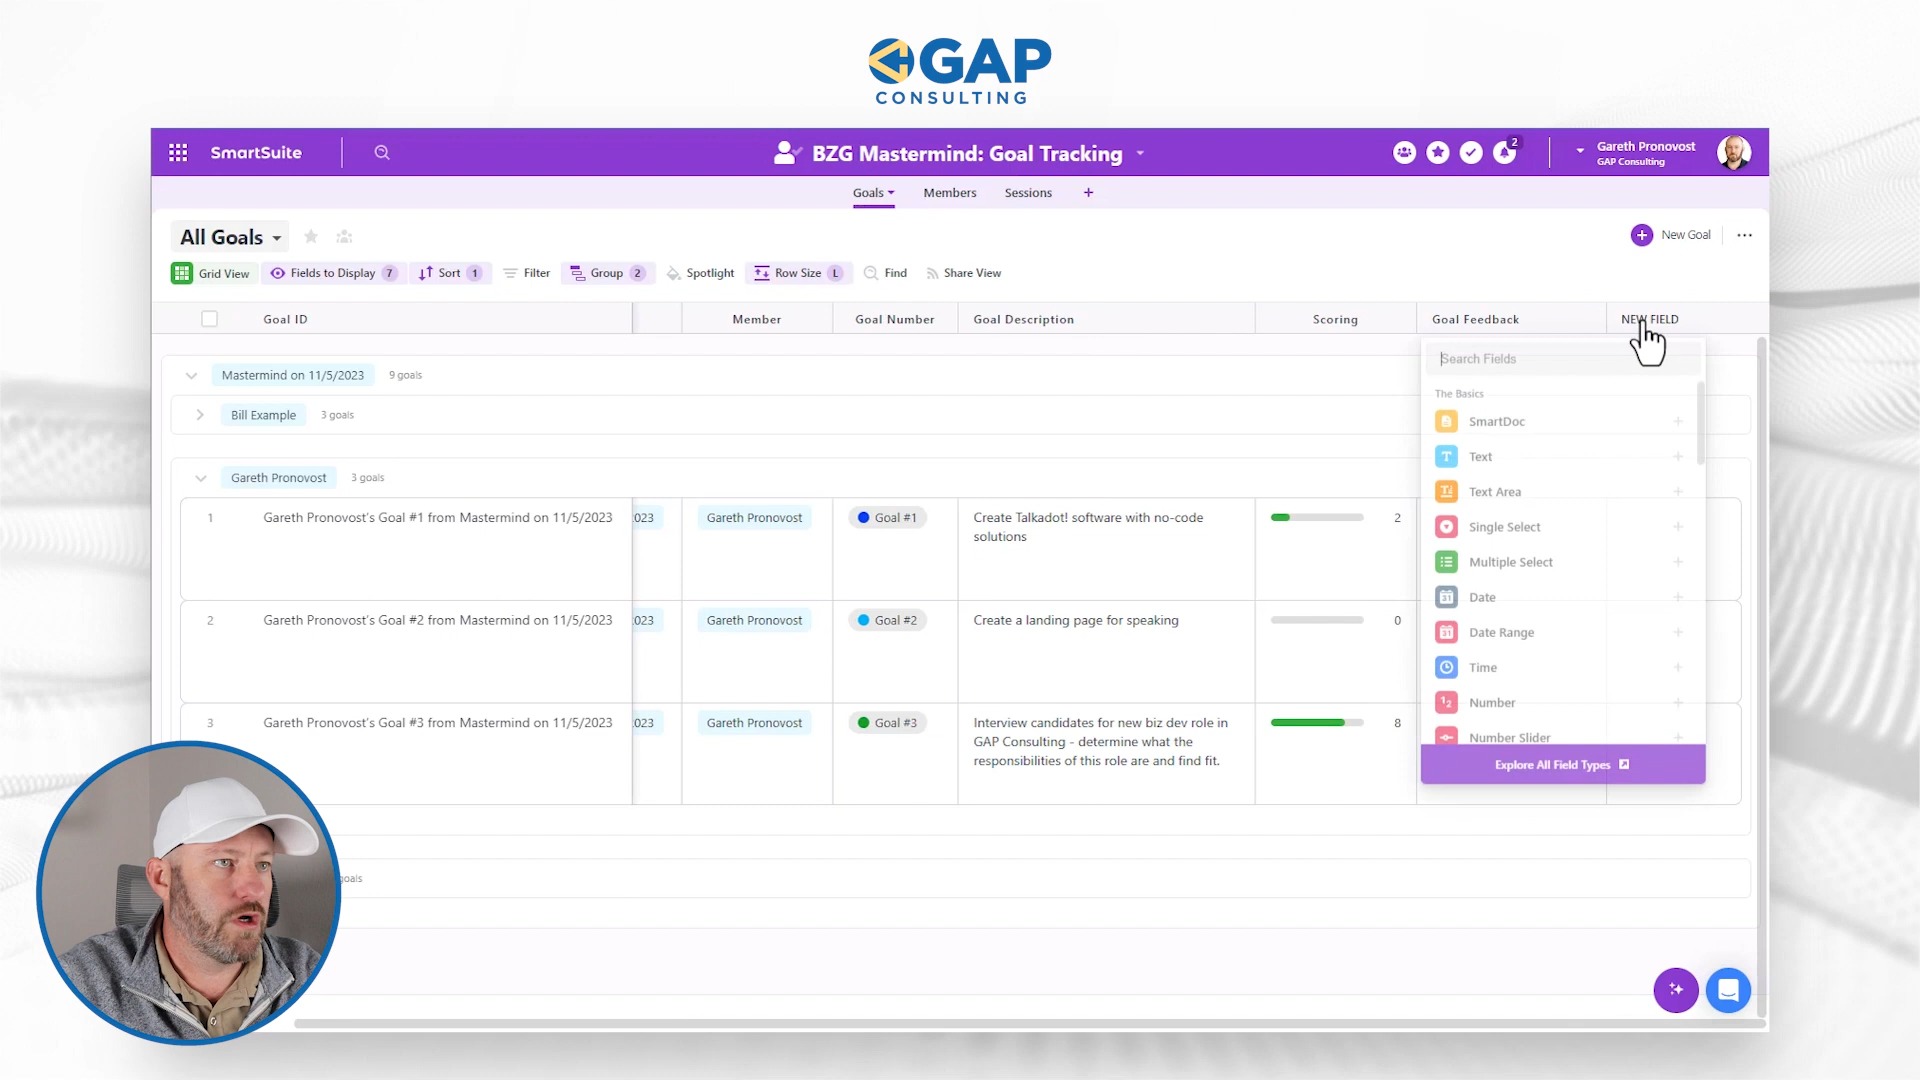 GAP
CONSULTING
SmartSuite
BZG Mastermind: Goal Tracking
2
Gareth Pronovost
GAP Consulting
Goals
Members
Sessions
+
All Goals
New Goal
Grid View
Fields to Display 7
Sort 1
Filter
Group 2
Spotlight
Row Size L
Find
Share View
Goal ID
Member
Goal Number
Goal Description
Scoring
Goal Feedback
NEW FIELD
Search Fields
Mastermind on 11/5/2023
9 goals
The Basics
Bill Example
3 goals
SmartDoc
Text
Gareth Pronovost
3 goals
Text Area
1
Gareth Pronovost's Goal #1 from Mastermind on 11/5/2023
023
Gareth Pronovost
Goal #1
Create Talkadot! software with no-code
solutions
2
Single Select
Multiple Select
Date
2
Gareth Pronovost's Goal #2 from Mastermind on 11/5/2023
023
Gareth Pronovost
Goal #2
Create a landing page for speaking
0
Date Range
Time
Number
3
Gareth Pronovost's Goal #3 from Mastermind on 11/5/2023
023
Gareth Pronovost
Goal #3
Interview candidates for new biz dev role in
GAP Consulting - determine what the
responsibilities of this role are and find fit.
8
Number Slider
Explore All Field Types
goals